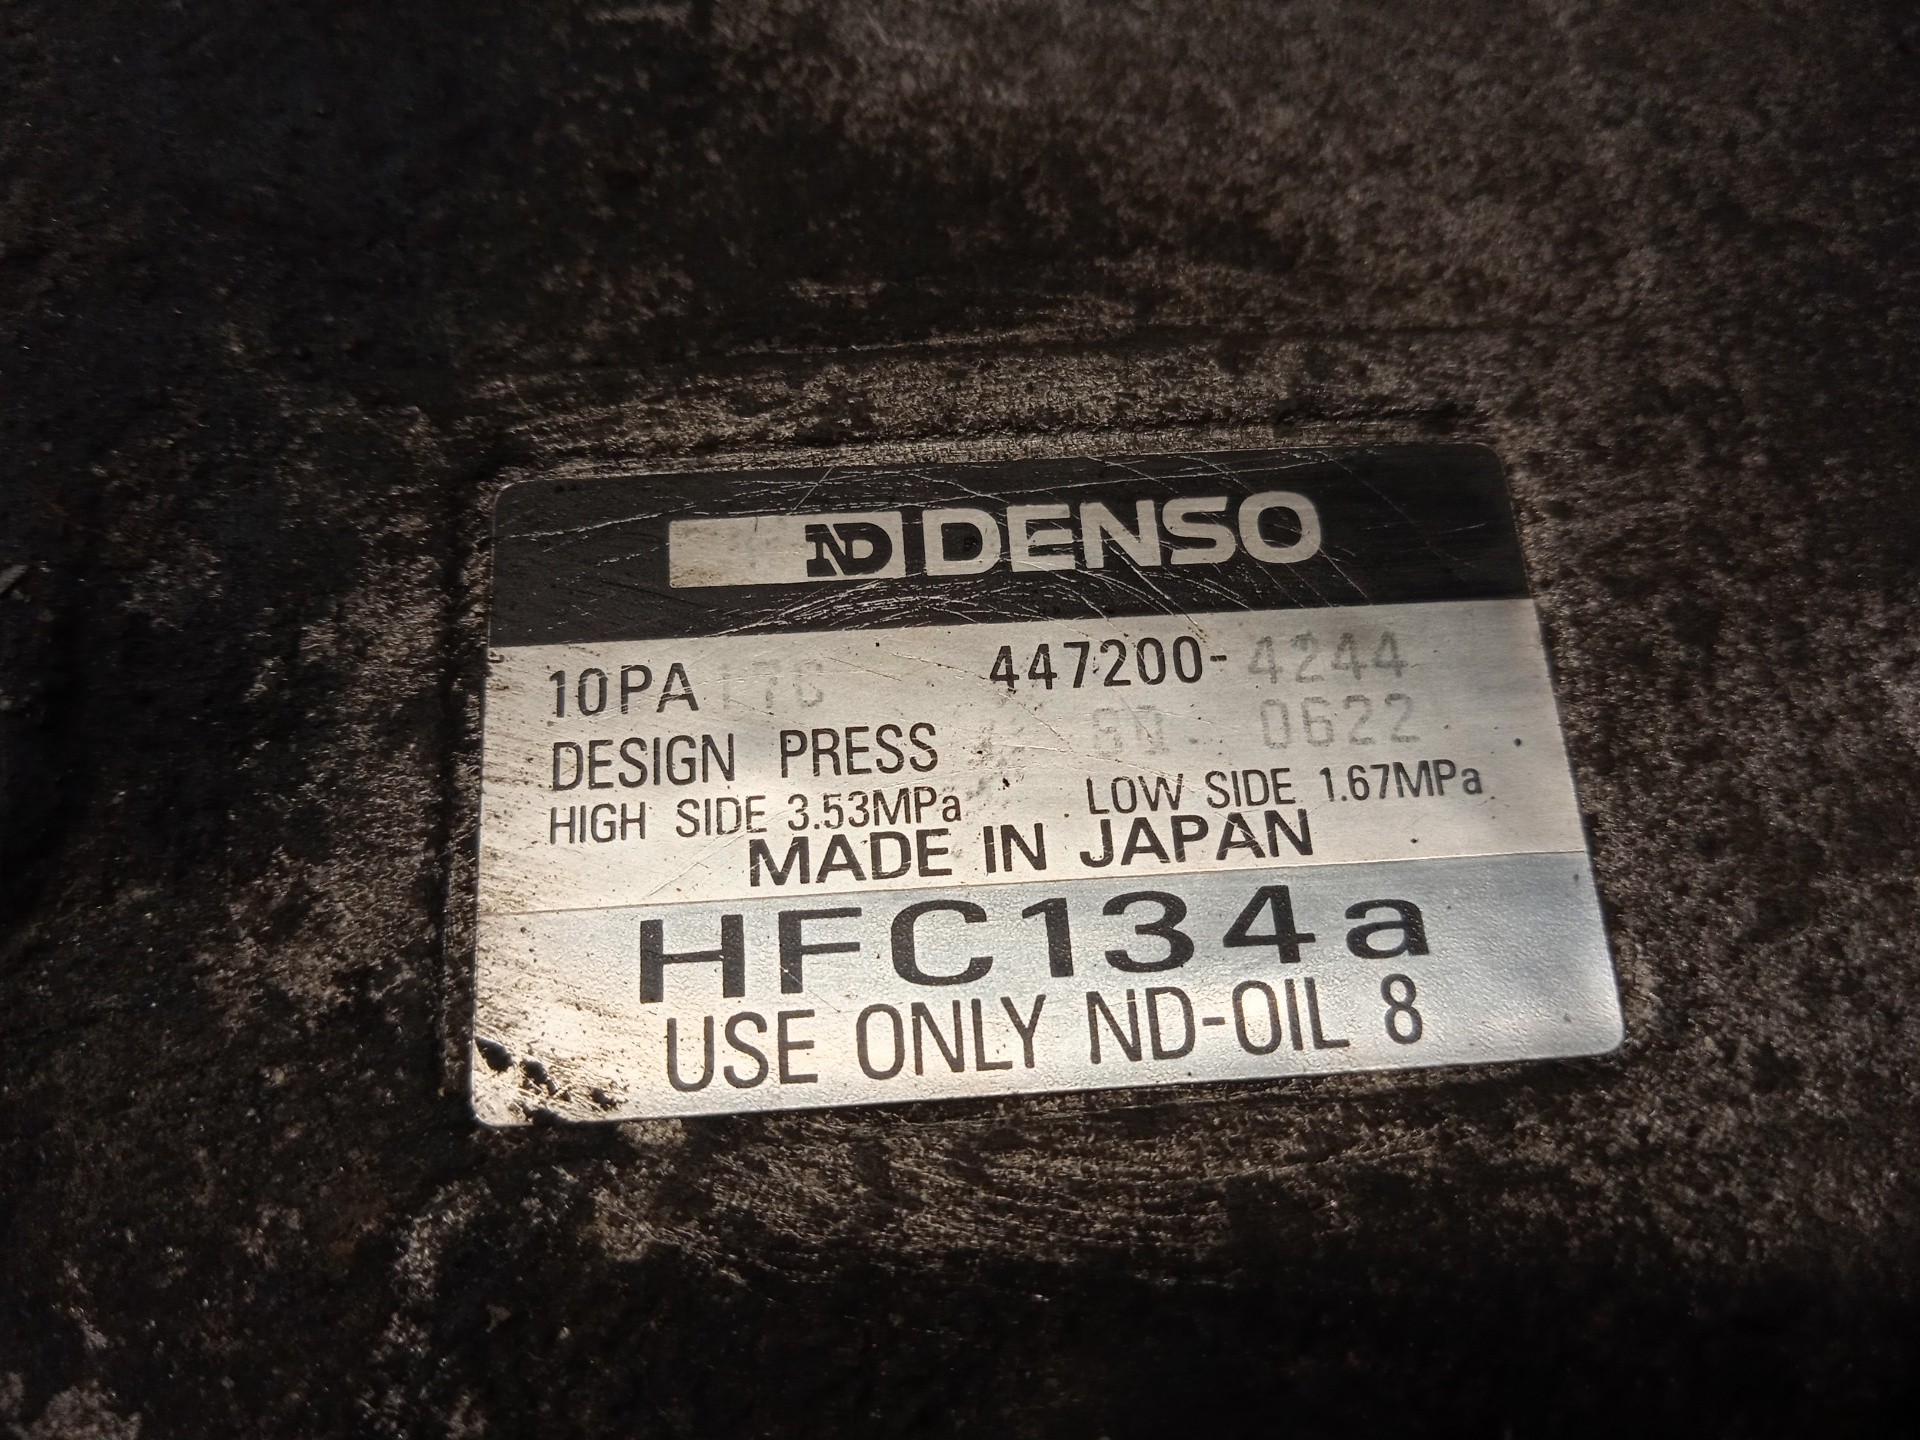 ND DENSO
10PA17C 447200-4244
DESIGN PRESS 0622
HIGH SIDE 3.53MPa LOW SIDE 1.67MPa
MADE IN JAPAN
HFC134a
USE ONLY ND-OIL 8